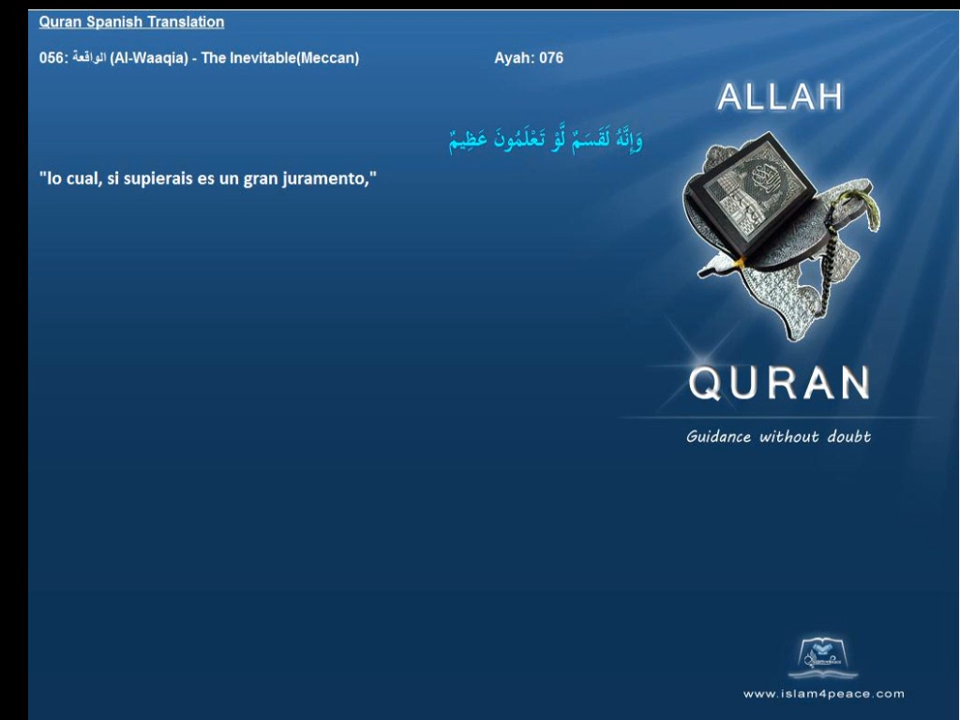 Quran Spanish Translation
056: الواقعة (Al-Waaqia) - The Inevitable(Meccan) Ayah: 076
ALLAH
وَإِنَّهُ لَقَسَمٌ لَّوْ تَعْلَمُونَ عَظِيمٌ
"lo cual, si supierais es un gran juramento,"
QURAN
Guidance without doubt
www.islam4peace.com